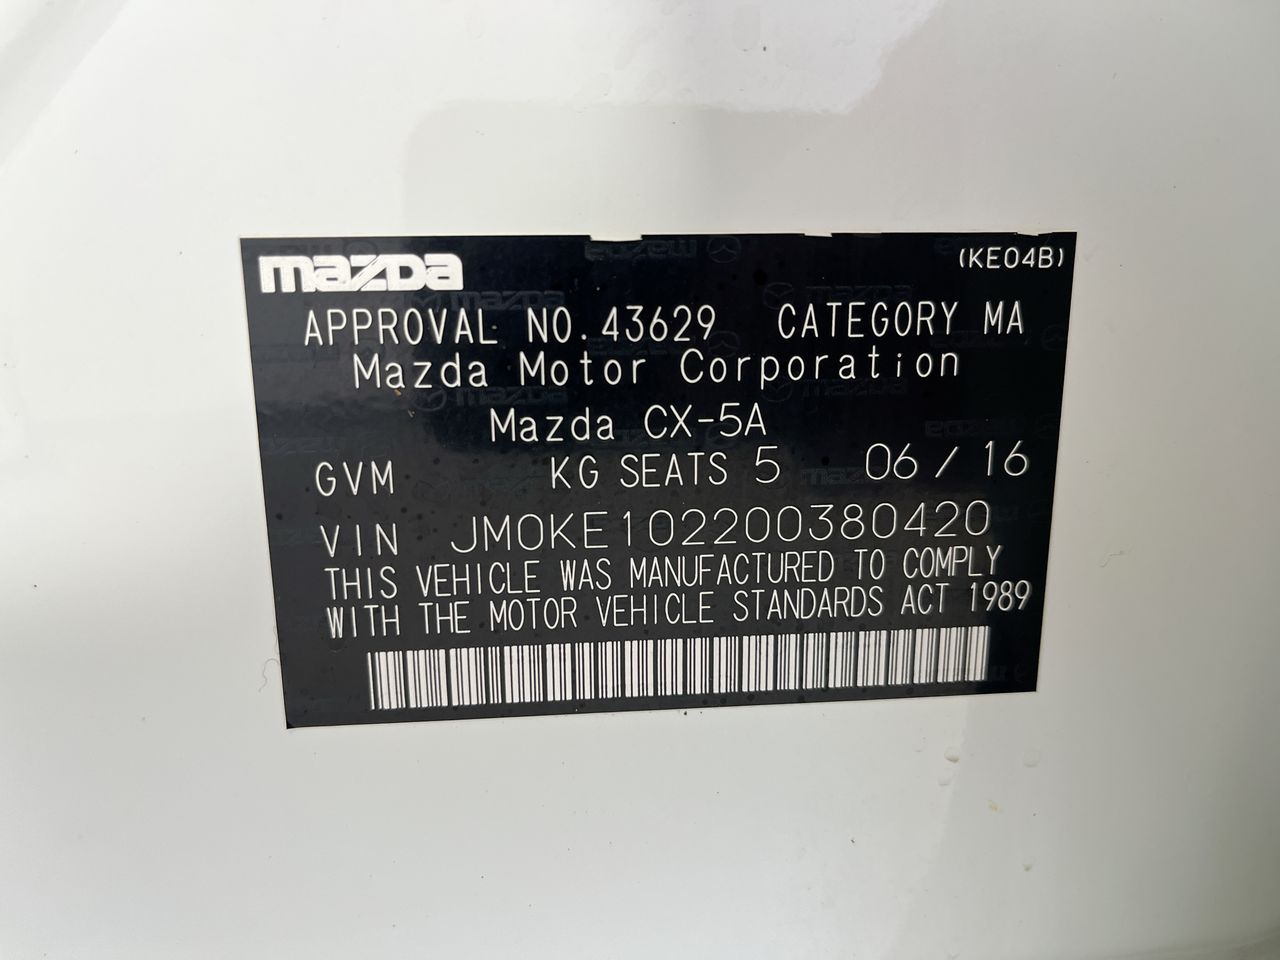 mazda (KE04B)
APPROVAL NO. 43629 CATEGORY MA
Mazda Motor Corporation
Mazda CX-5A
GVM KG SEATS 5 06 / 16
VIN JM0KE102200380420
THIS VEHICLE WAS MANUFACTURED TO COMPLY
WITH THE MOTOR VEHICLE STANDARDS ACT 1989